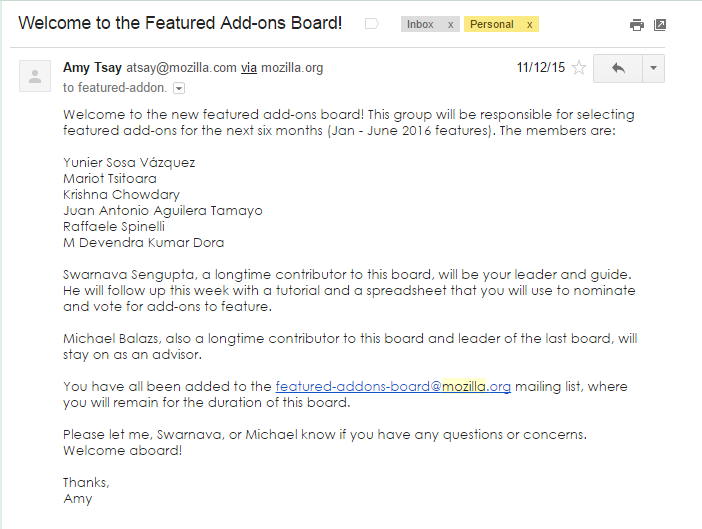 Welcome to the Featured Add-ons Board!
Inbox x
Personal x
Amy Tsay atsay@mozilla.com via mozilla.org
11/12/15
to featured-addon.
Welcome to the new featured add-ons board! This group will be responsible for selecting
featured add-ons for the next six months (Jan - June 2016 features). The members are:
Yunier Sosa Vázquez
Mariot Tsitoara
Krishna Chowdary
Juan Antonio Aguilera Tamayo
Raffaele Spinelli
M Devendra Kumar Dora
Swarnava Sengupta, a longtime contributor to this board, will be your leader and guide.
He will follow up this week with a tutorial and a spreadsheet that you will use to nominate
and vote for add-ons to feature.
Michael Balazs, also a longtime contributor to this board and leader of the last board, will
stay on as an advisor.
You have all been added to the featured-addons-board@mozilla.org mailing list, where
you will remain for the duration of this board.
Please let me, Swarnava, or Michael know if you have any questions or concerns.
Welcome aboard!
Thanks,
Amy